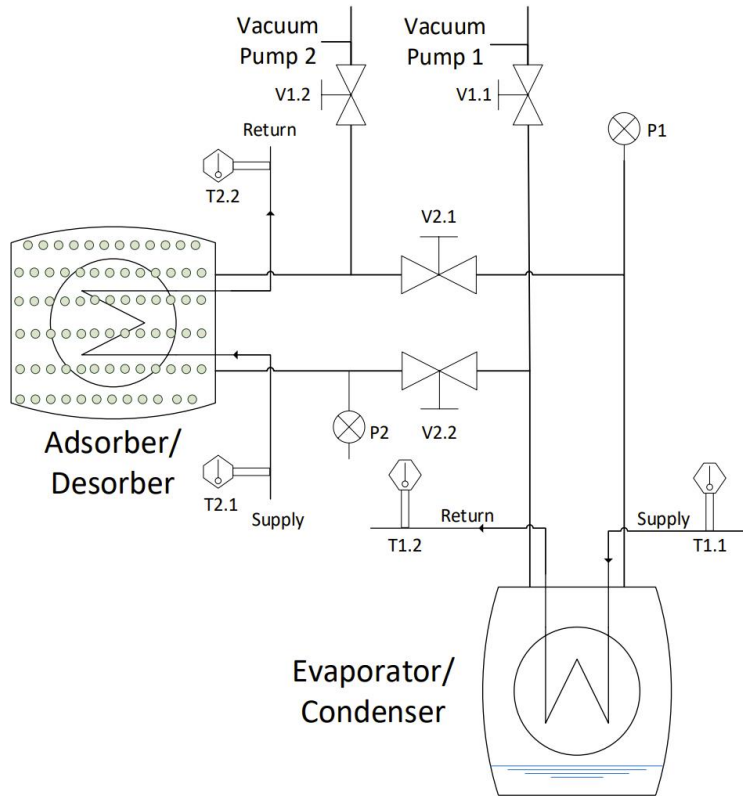 Vacuum
Pump 2
Vacuum
Pump 1
V1.2
V1.1
P1
Return
T2.2
V2.1
P2
V2.2
Adsorber/
Desorber
T2.1
Supply
Return
Supply
T1.2
T1.1
Evaporator/
Condenser